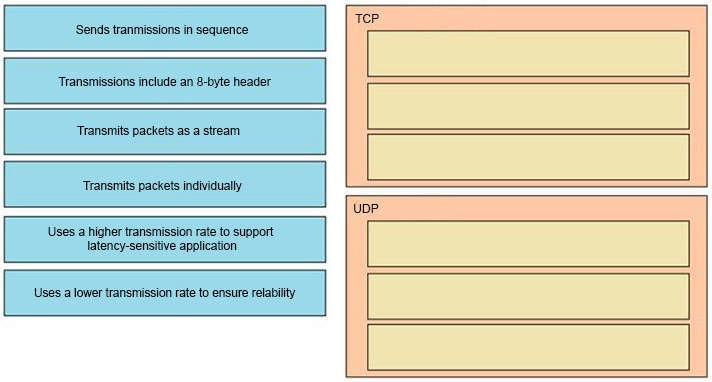 Sends tranmissions in sequence
Transmissions include an 8-byte header
Transmits packets as a stream
Transmits packets individually
Uses a higher transmission rate to support
latency-sensitive application
Uses a lower transmission rate to ensure relability
TCP
UDP